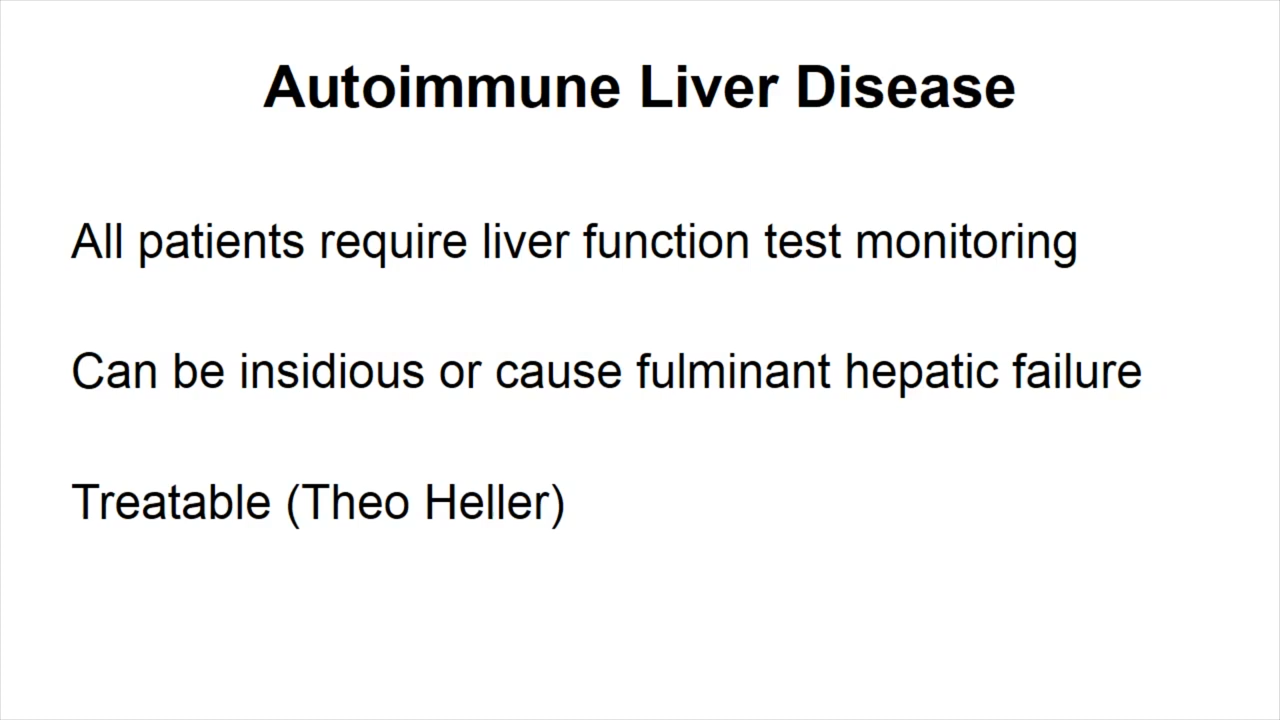 Autoimmune Liver Disease
All patients require liver function test monitoring
Can be insidious or cause fulminant hepatic failure
Treatable (Theo Heller)